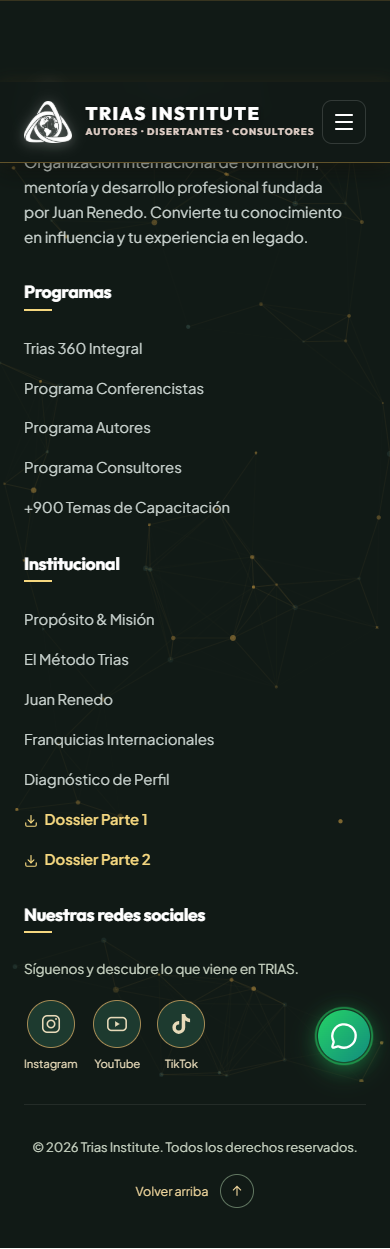 TRIAS INSTITUTE
AUTORES • DISERTANTES • CONSULTORES
Organización internacional de formación,
mentoría y desarrollo profesional fundada
por Juan Renedo. Convierte tu conocimiento
en influencia y tu experiencia en legado.
Programas
Trias 360 Integral
Programa Conferencistas
Programa Autores
Programa Consultores
+900 Temas de Capacitación
Institucional
Propósito & Misión
El Método Trias
Juan Renedo
Franquicias Internacionales
Diagnóstico de Perfil
Dossier Parte 1
Dossier Parte 2
Nuestras redes sociales
Síguenos y descubre lo que viene en TRIAS.
Instagram YouTube TikTok
© 2026 Trias Institute. Todos los derechos reservados.
Volver arriba